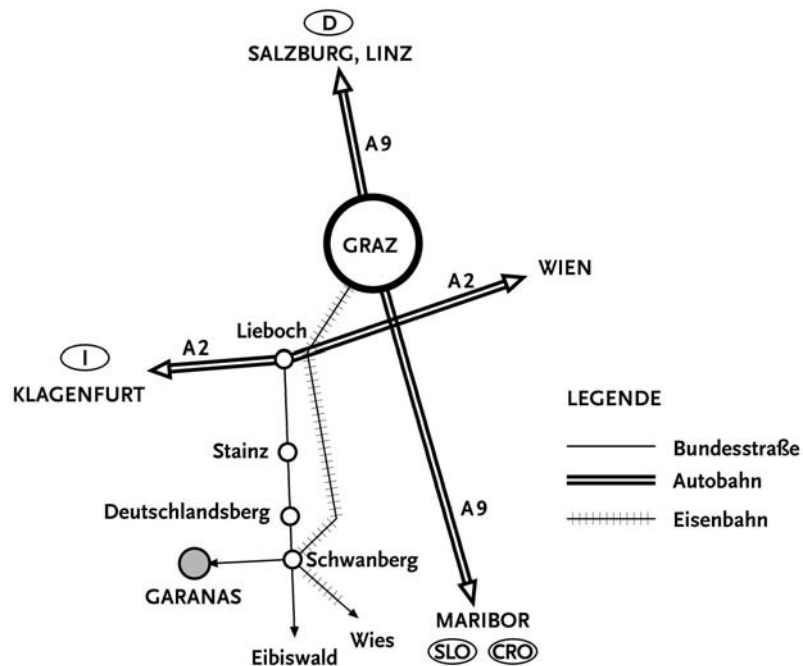 D
SALZBURG, LINZ
A9
GRAZ
WIEN
A2
Lieboch
I
A2
KLAGENFURT
LEGENDE
Bundesstraße
Stainz
Autobahn
Deutschlandsberg
A9
Eisenbahn
Schwanberg
GARANAS
MARIBOR
Wies
SLO CRO
Eibiswald